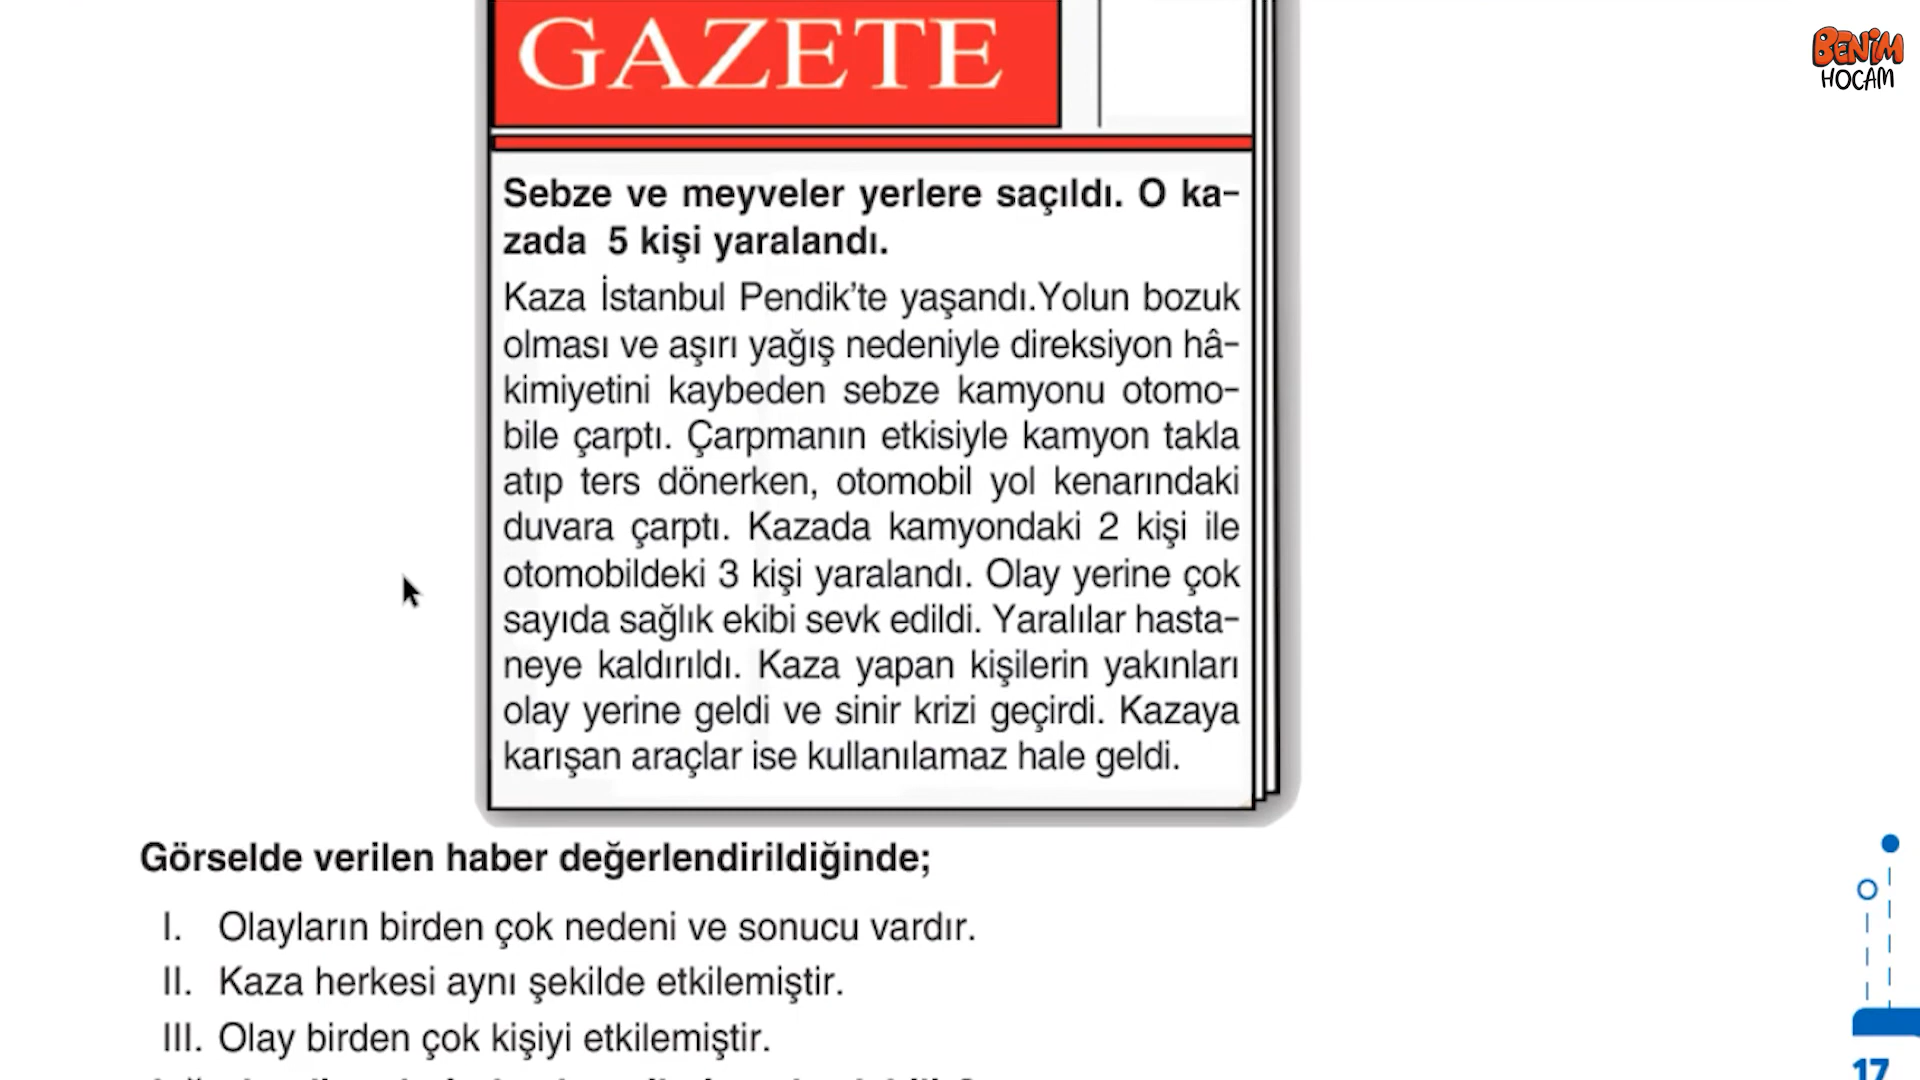 GAZETE
BENiM
HOCAM
Sebze ve meyveler yerlere saçıldı. O ka-
zada 5 kişi yaralandı.
Kaza İstanbul Pendik’te yaşandı.Yolun bozuk
olması ve aşırı yağış nedeniyle direksiyon hâ-
kimiyetini kaybeden sebze kamyonu otomo-
bile çarptı. Çarpmanın etkisiyle kamyon takla
atıp ters dönerken, otomobil yol kenarındaki
duvara çarptı. Kazada kamyondaki 2 kişi ile
otomobildeki 3 kişi yaralandı. Olay yerine çok
sayıda sağlık ekibi sevk edildi. Yaralılar hasta-
neye kaldırıldı. Kaza yapan kişilerin yakınları
olay yerine geldi ve sinir krizi geçirdi. Kazaya
karışan araçlar ise kullanılamaz hale geldi.
Görselde verilen haber değerlendirildiğinde;
I. Olayların birden çok nedeni ve sonucu vardır.
II. Kaza herkesi aynı şekilde etkilemiştir.
III. Olay birden çok kişiyi etkilemiştir.
17